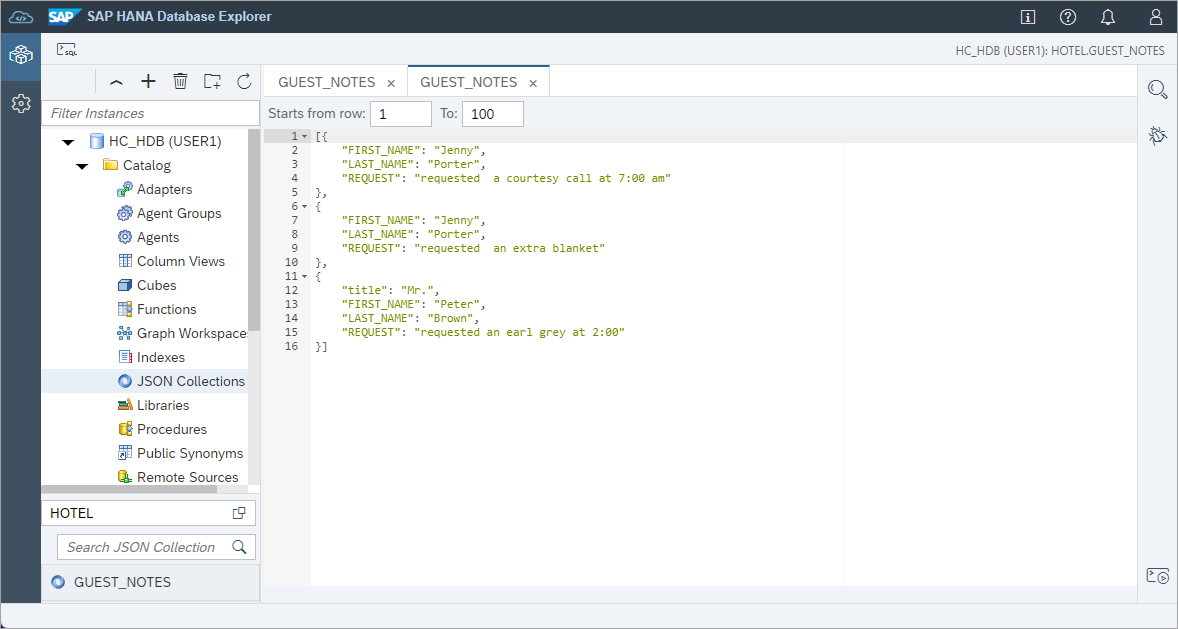 SAP SAP HANA Database Explorer
SQL
HC_HDB (USER1): HOTEL.GUEST_NOTES
GUEST_NOTES × GUEST_NOTES ×
Filter Instances
Starts from row: 1 To: 100
HC_HDB (USER1)
Catalog
Adapters
Agent Groups
Agents
Column Views
Cubes
Functions
Graph Workspace
Indexes
JSON Collections
Libraries
Procedures
Public Synonyms
Remote Sources
HOTEL
Search JSON Collection
GUEST_NOTES
1 [{
2 "FIRST_NAME": "Jenny",
3 "LAST_NAME": "Porter",
4 "REQUEST": "requested  a courtesy call at 7:00 am"
5 },
6 {
7 "FIRST_NAME": "Jenny",
8 "LAST_NAME": "Porter",
9 "REQUEST": "requested  an extra blanket"
10 },
11 {
12 "title": "Mr.",
13 "FIRST_NAME": "Peter",
14 "LAST_NAME": "Brown",
15 "REQUEST": "requested an earl grey at 2:00"
16 }]